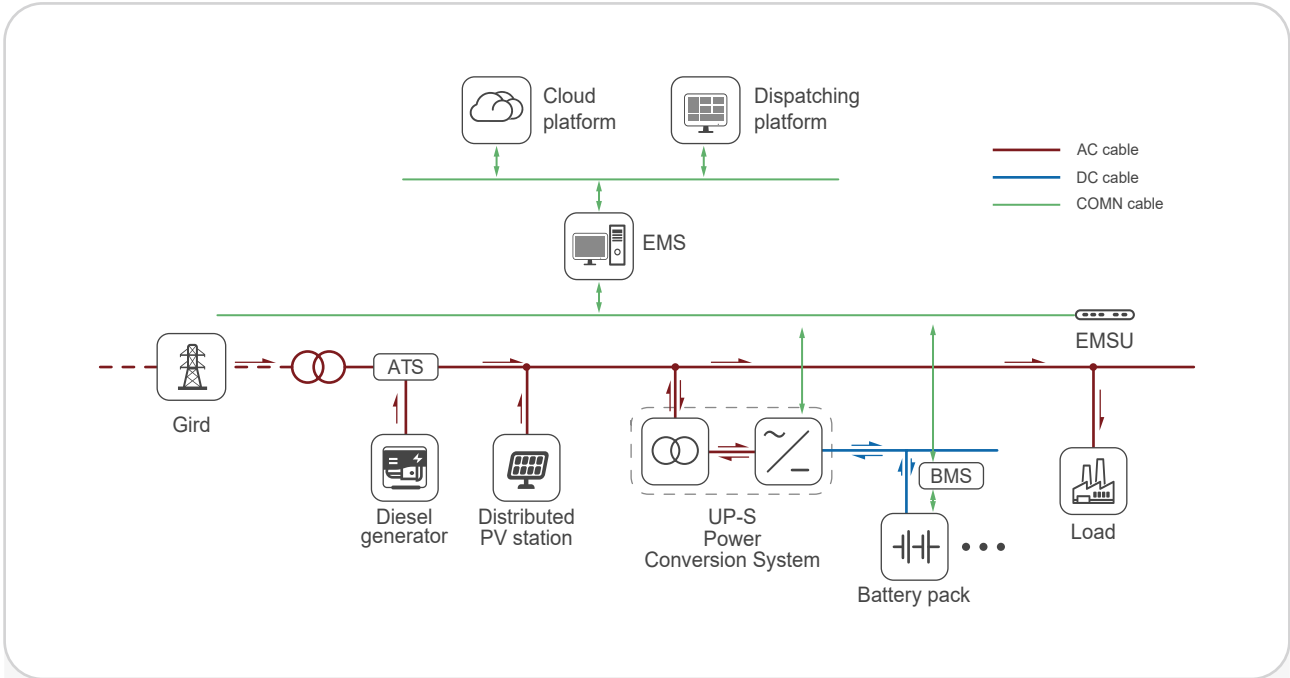 Cloud
platform
Dispatching
platform
AC cable
DC cable
COMN cable
EMS
EMSU
ATS
Gird
BMS
Diesel
generator
Distributed
PV station
UP-S
Power
Conversion System
Load
Battery pack